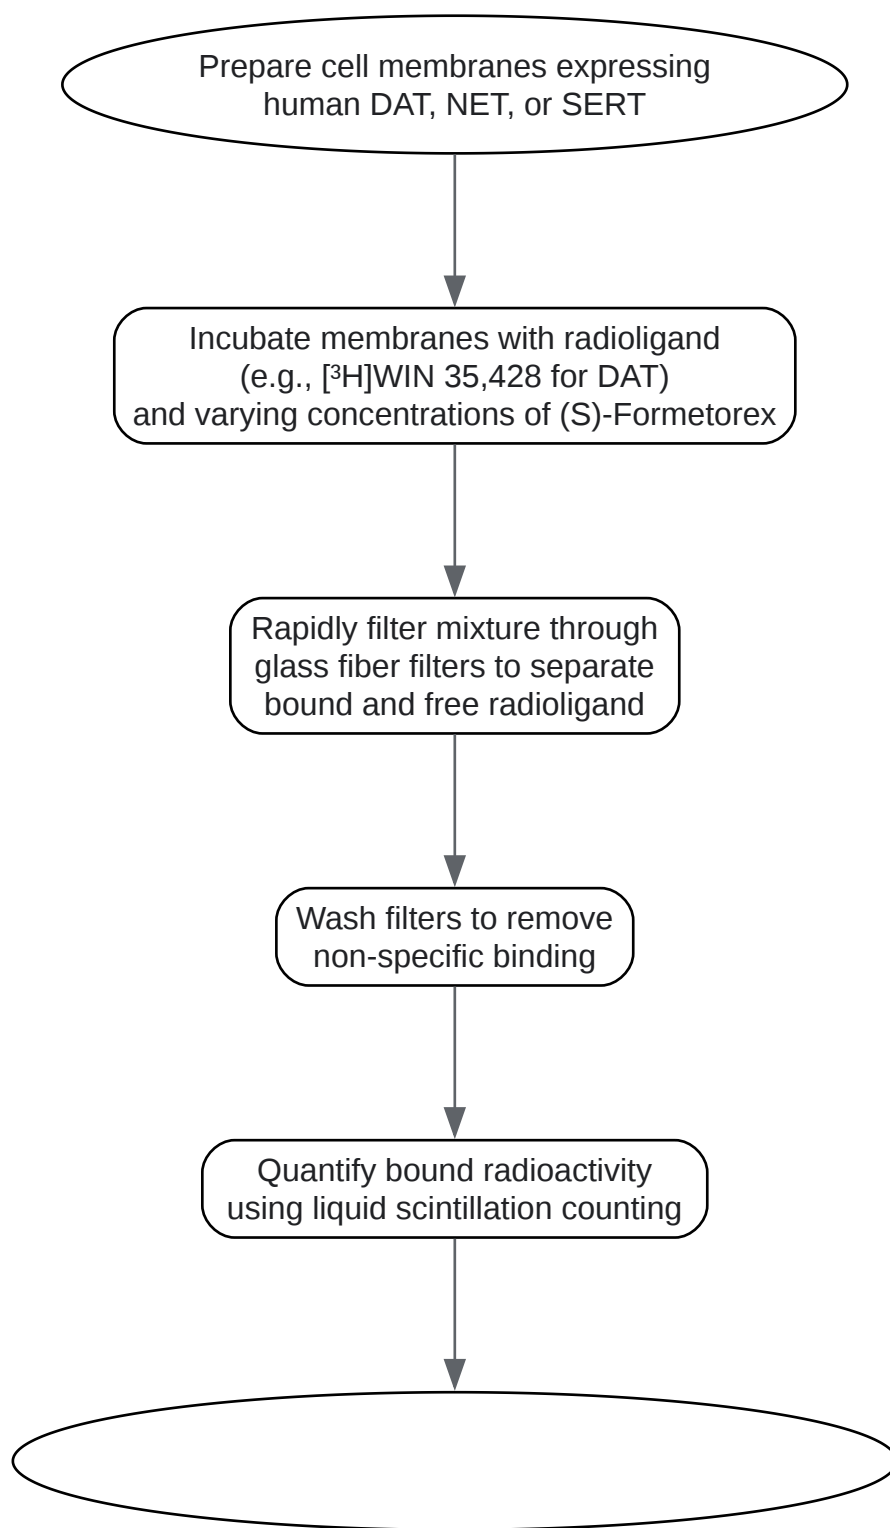 Prepare cell membranes expressing
human DAT, NET, or SERT
Incubate membranes with radioligand
(e.g., [³H]WIN 35,428 for DAT)
and varying concentrations of (S)-Formetorex
Rapidly filter mixture through
glass fiber filters to separate
bound and free radioligand
Wash filters to remove
non-specific binding
Quantify bound radioactivity
using liquid scintillation counting